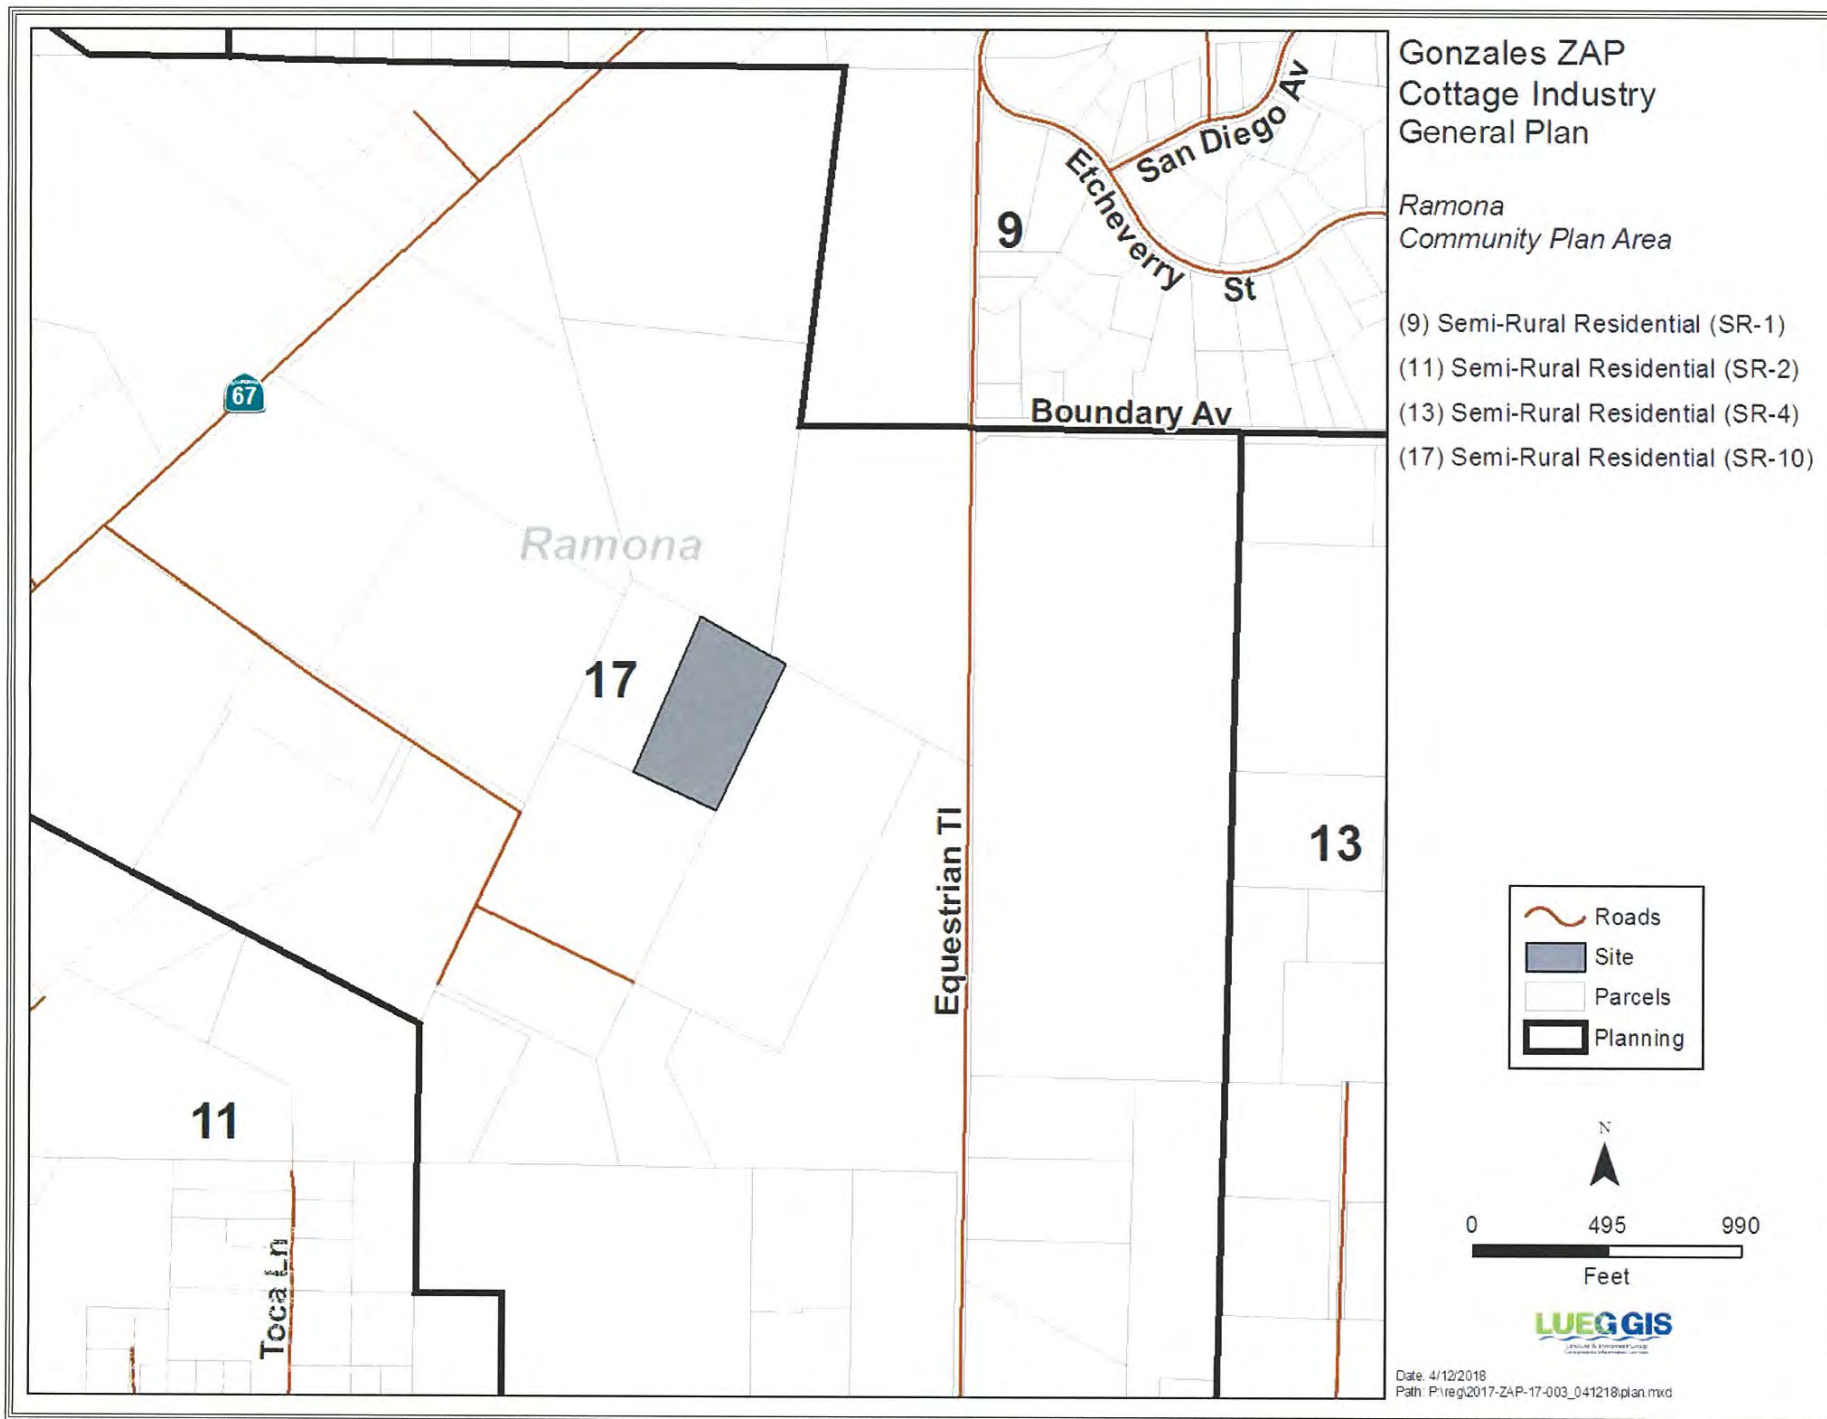 Gonzales ZAP
Cottage Industry
General Plan
Ramona
Community Plan Area
(9) Semi-Rural Residential (SR-1)
(11) Semi-Rural Residential (SR-2)
(13) Semi-Rural Residential (SR-4)
(17) Semi-Rural Residential (SR-10)
San Diego Av
Etcheverry St
9
67
Boundary Av
Ramona
17
Equestrian Tl
13
11
Toca Ln
Roads
Site
Parcels
Planning
N
0 495 990
Feet
LUEG GIS
Date: 4/12/2018
Path: P:\reg\2017-ZAP-17-003_041218\plan.mxd